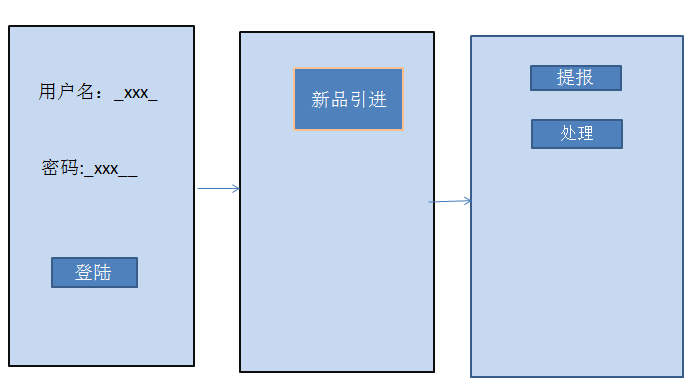 用户名：_xxx_
密码:_xxx__
登陆
新品引进
提报
处理